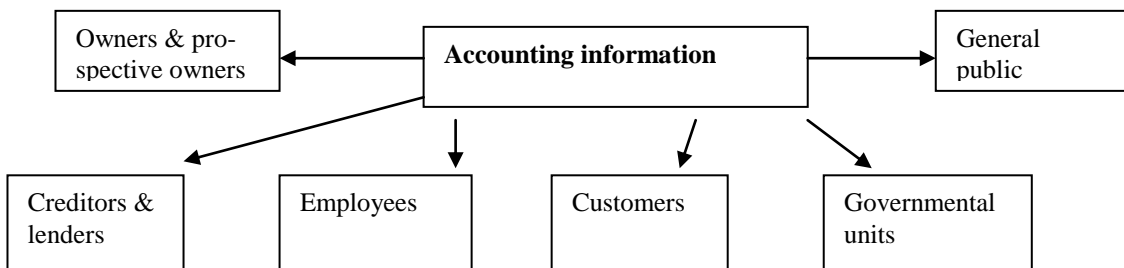 Owners & pro-
spective owners
Accounting information
General
public
Creditors &
lenders
Employees
Customers
Governmental
units